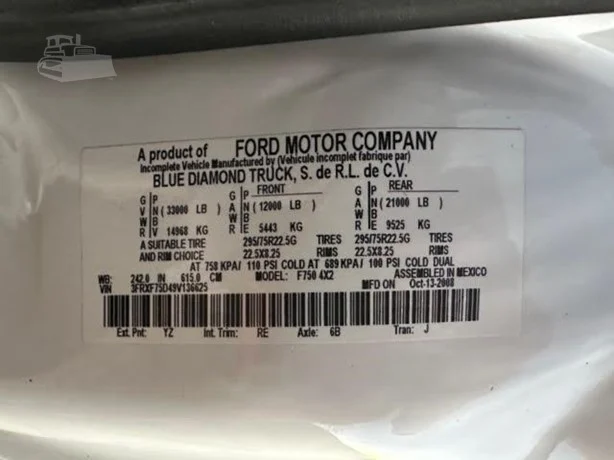 A product of FORD MOTOR COMPANY
Incomplete Vehicle Manufactured by (Vehicule incomplet fabrique par)
BLUE DIAMOND TRUCK, S. de R.L. de C.V.
G P G P FRONT G P REAR
V N ( 33000 LB ) A N ( 12000 LB ) A N ( 21000 LB )
W B W B W B
R V 14968 KG R E 5443 KG R E 9525 KG
A SUITABLE TIRE 295/75R22.5G TIRES 295/75R22.5G TIRES
AND RIM CHOICE 22.5X8.25 RIMS 22.5X8.25 RIMS
AT 758 KPA/ 110 PSI COLD AT 689 KPA/ 100 PSI COLD DUAL
WB: 242.0 IN 615.0 CM MODEL: F750 4X2 ASSEMBLED IN MEXICO
VIN 3FRXF75D49V136625 MFD ON Oct-13-2008
Ext. Pnt: YZ Int. Trim: RE Axle: 6B Tran: J